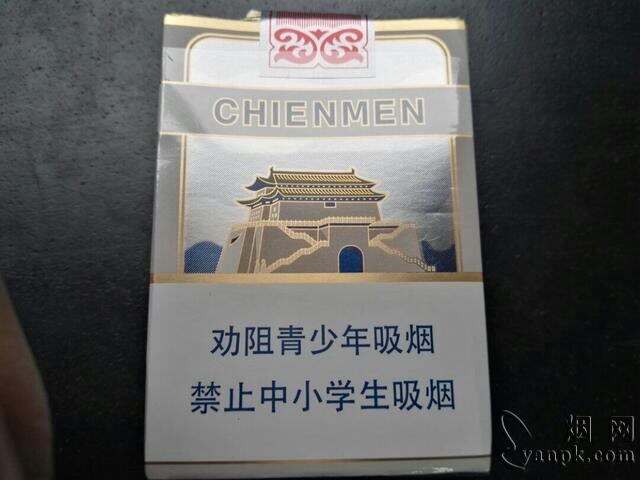 CHIENMEN
劝阻青少年吸烟
禁止中小学生吸烟
烟网
yanpk.com